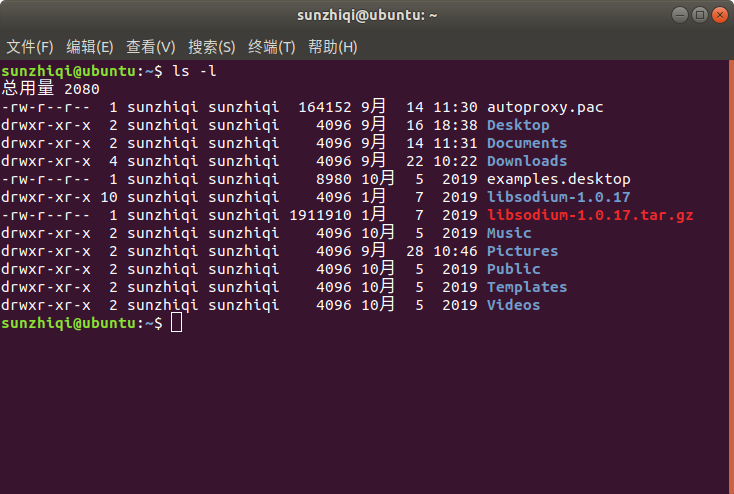 sunzhiqi@ubuntu: ~
文件(F) 编辑(E) 查看(V) 搜索(S) 终端(T) 帮助(H)
sunzhiqi@ubuntu:~$ ls -l
总用量 2080
-rw-r--r-- 1 sunzhiqi sunzhiqi 164152 9月 14 11:30 autoproxy.pac
drwxr-xr-x 2 sunzhiqi sunzhiqi 4096 9月 16 18:38 Desktop
drwxr-xr-x 2 sunzhiqi sunzhiqi 4096 9月 14 11:31 Documents
drwxr-xr-x 4 sunzhiqi sunzhiqi 4096 9月 22 10:22 Downloads
-rw-r--r-- 1 sunzhiqi sunzhiqi 8980 10月 5 2019 examples.desktop
drwxr-xr-x 10 sunzhiqi sunzhiqi 4096 1月 7 2019 libsodium-1.0.17
-rw-r--r-- 1 sunzhiqi sunzhiqi 1911910 1月 7 2019 libsodium-1.0.17.tar.gz
drwxr-xr-x 2 sunzhiqi sunzhiqi 4096 10月 5 2019 Music
drwxr-xr-x 2 sunzhiqi sunzhiqi 4096 9月 28 10:46 Pictures
drwxr-xr-x 2 sunzhiqi sunzhiqi 4096 10月 5 2019 Public
drwxr-xr-x 2 sunzhiqi sunzhiqi 4096 10月 5 2019 Templates
drwxr-xr-x 2 sunzhiqi sunzhiqi 4096 10月 5 2019 Videos
sunzhiqi@ubuntu:~$